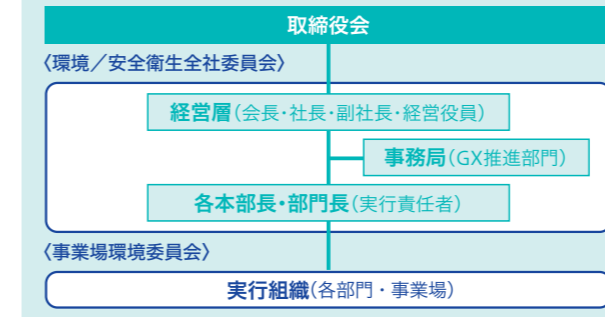 取締役会
〈環境／安全衛生全社委員会〉
経営層(会長・社長・副社長・経営役員)
事務局(GX推進部門)
各本部長・部門長(実行責任者)
〈事業場環境委員会〉
実行組織(各部門・事業場)